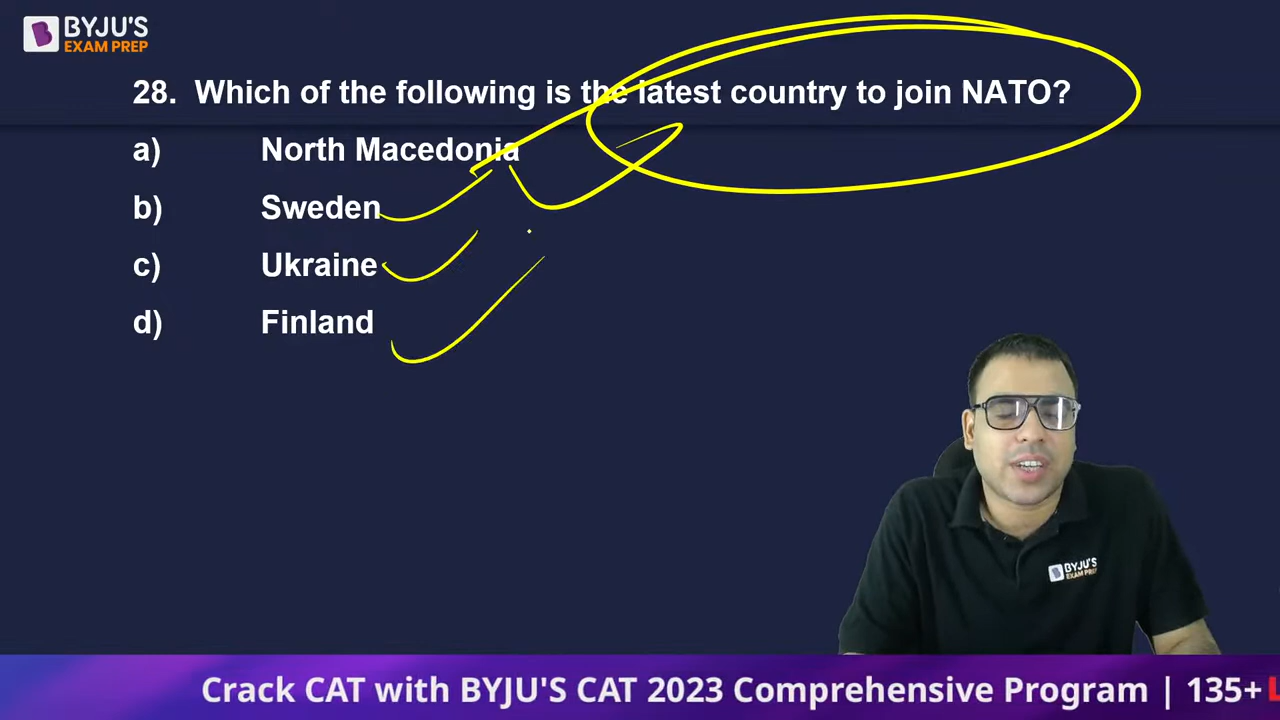 BYJU'S
EXAM PREP
28. Which of the following is the latest country to join NATO?
a) North Macedonia
b) Sweden
c) Ukraine
d) Finland
BYJU'S
EXAM PREP
Crack CAT with BYJU'S CAT 2023 Comprehensive Program | 135+